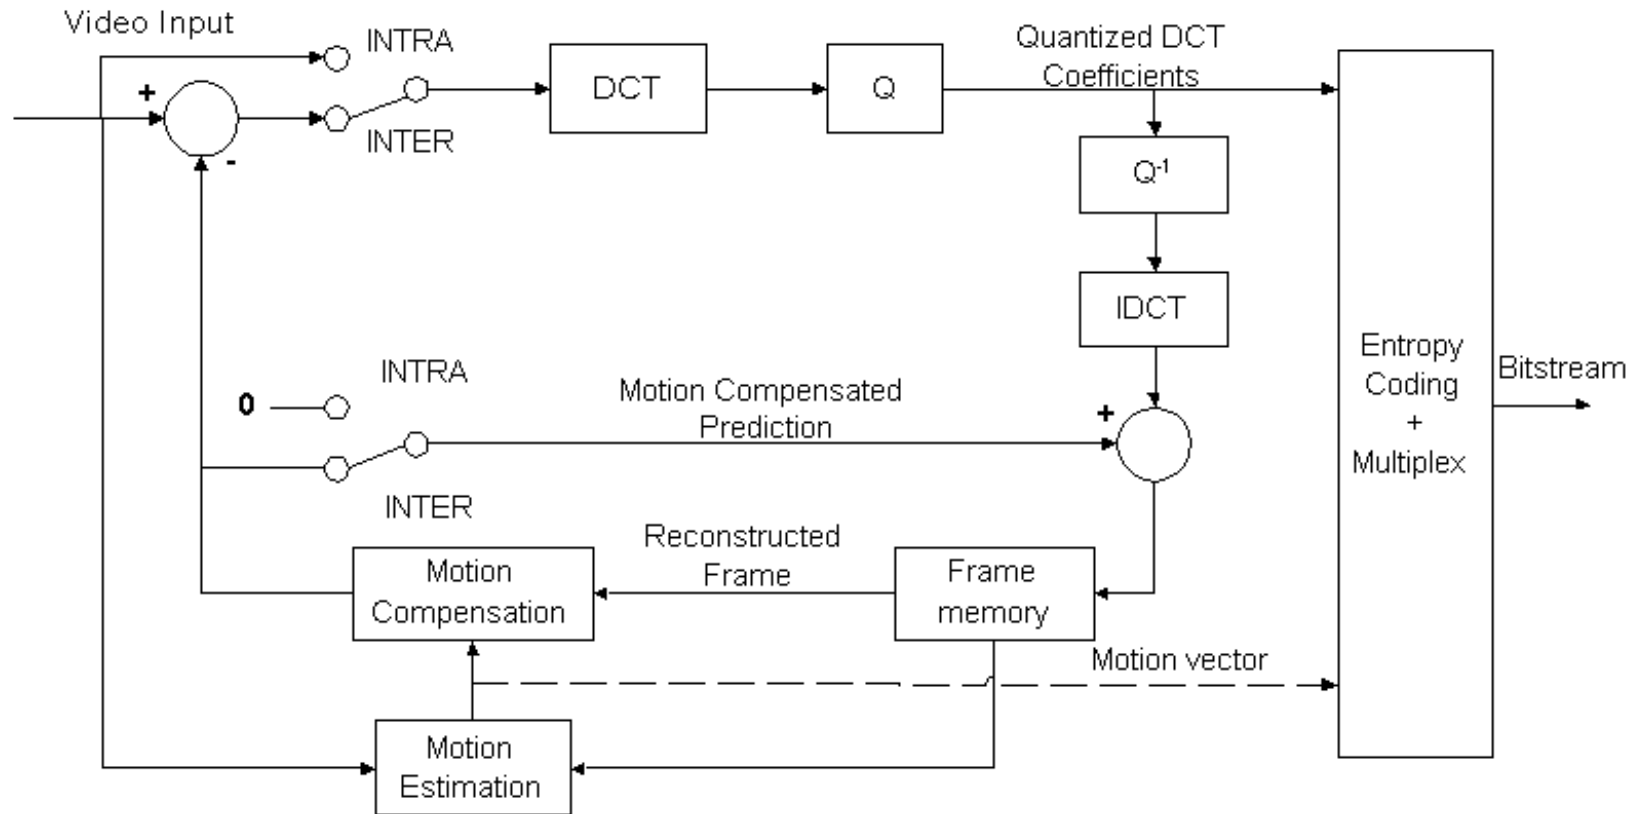 Video Input
INTRA
+
-
INTER
DCT
Q
Quantized DCT
Coefficients
Q-1
IDCT
INTRA
0
Motion Compensated
Prediction
+
INTER
Entropy
Coding
+
Multiplex
Bitstream
Reconstructed
Frame
Motion
Compensation
Frame
memory
Motion vector
Motion
Estimation